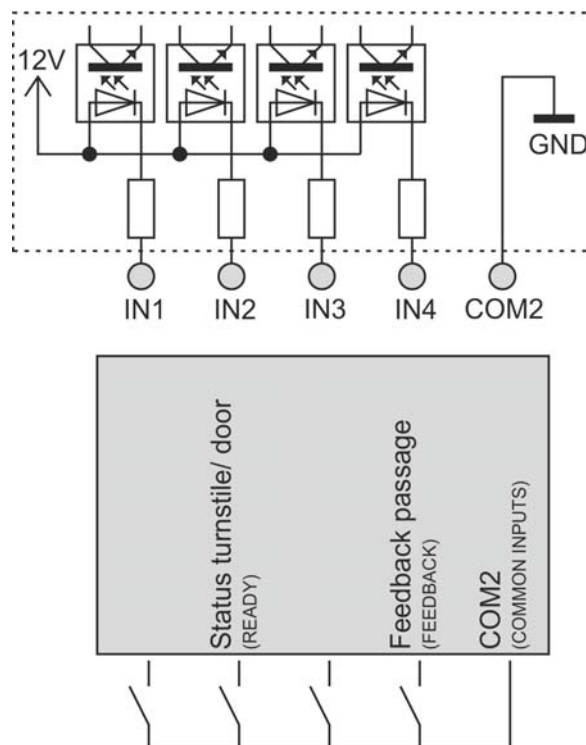 12V
GND
IN1 IN2 IN3 IN4 COM2
Status turnstile/ door
(READY)
Feedback passage
(FEEDBACK)
COM2
(COMMON INPUTS)